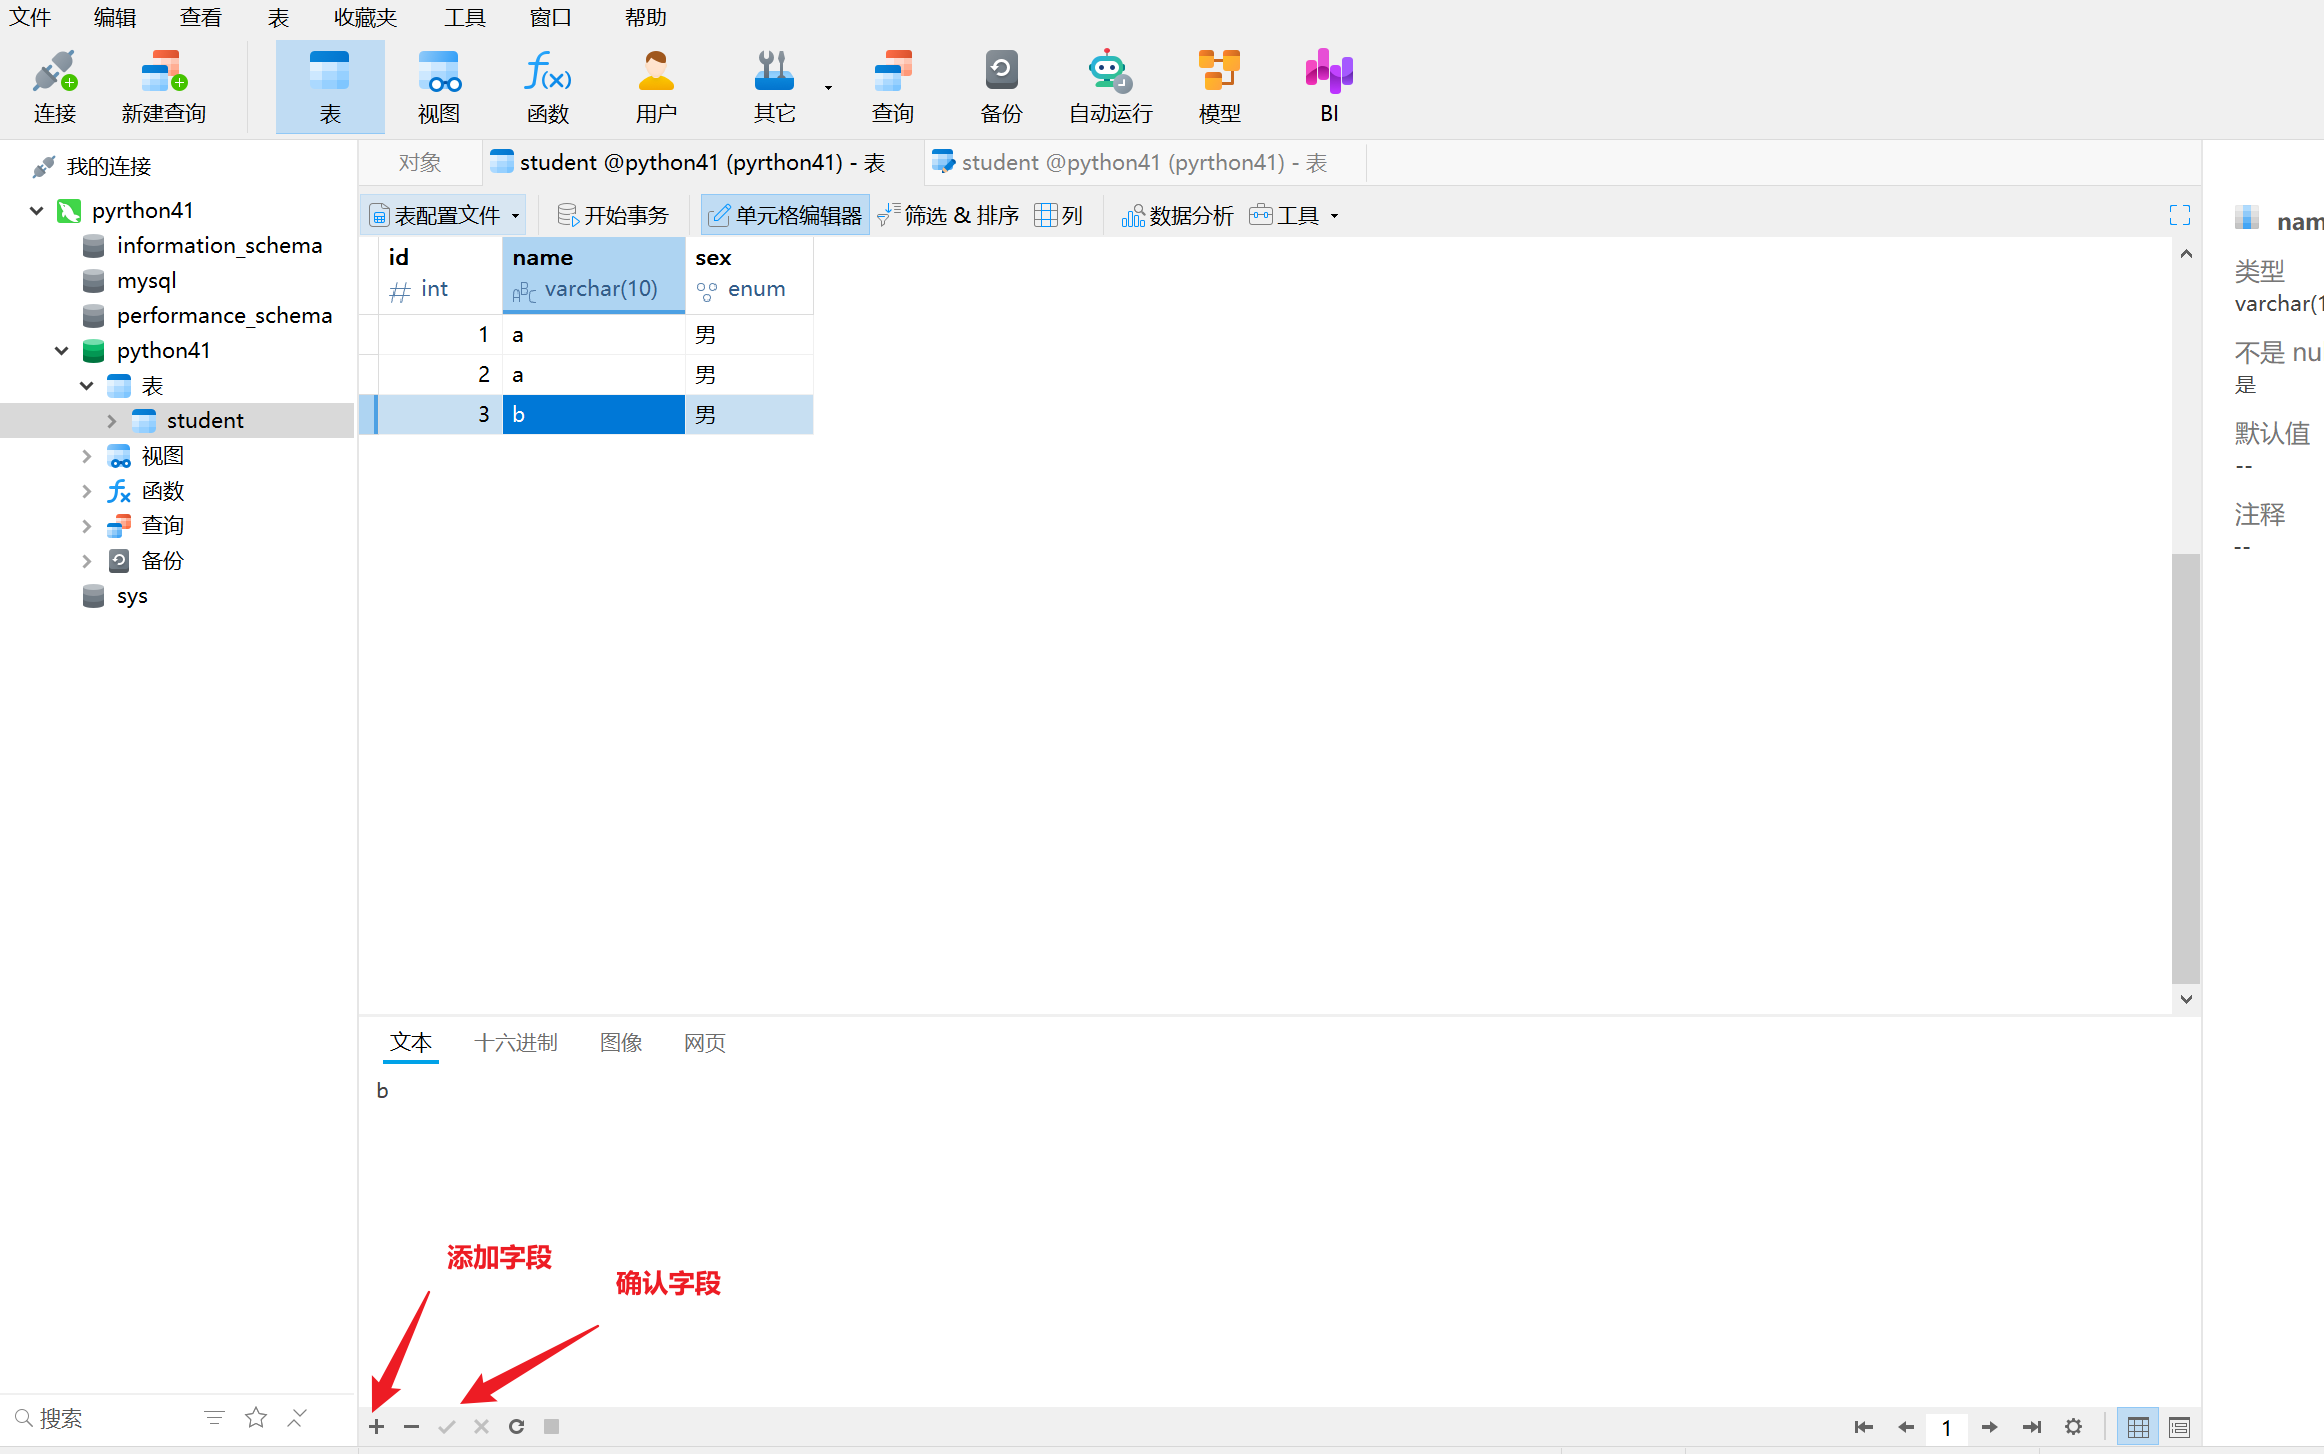 文件 编辑 查看 表 收藏夹 工具 窗口 帮助
连接 新建查询 表 视图 函数 用户 其它 查询 备份 自动运行 模型 BI
我的连接
pyrthon41
information_schema
mysql
performance_schema
python41
表
student
视图
函数
查询
备份
sys
搜索
对象 student @python41 (pyrthon41) - 表 student @python41 (pyrthon41) - 表
表配置文件 开始事务 单元格编辑器 筛选 & 排序 列 数据分析 工具
id name sex
# int ABC varchar(10) enum
1 a 男
2 a 男
3 b 男
文本 十六进制 图像 网页
b
添加字段
确认字段
1
nam
类型
varchar(1
不是 nu
是
默认值
--
注释
--